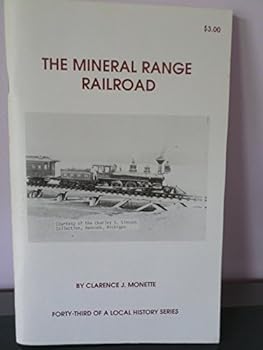 $3.00
THE MINERAL RANGE
RAILROAD
Courtesy of the Charles
Collection, Hancock, Michigan
BY CLARENCE J. MONETTE
FORTY-THIRD OF A LOCAL HISTORY SERIES